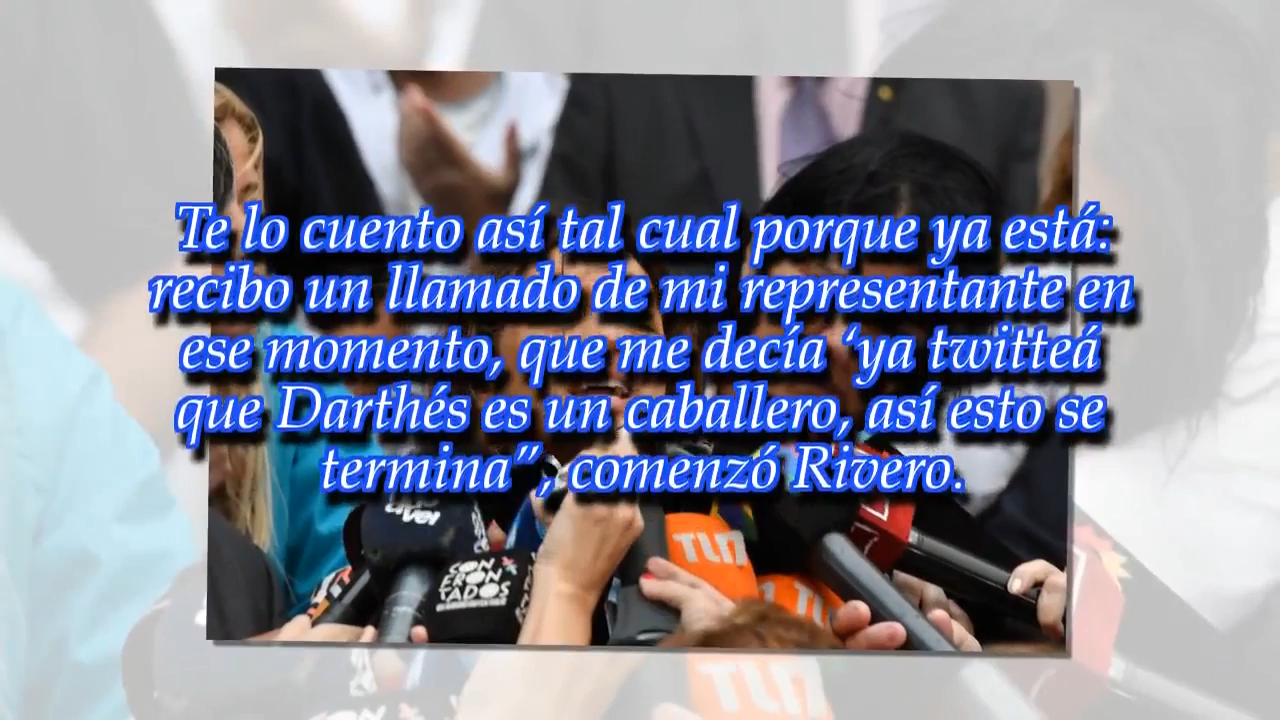 Te lo cuento así tal cual porque ya está:
recibo un llamado de mi representante en
ese momento, que me decía ‘ya twitteá
que Darthés es un caballero, así esto se
termina”, comenzó Rivero.
CON
FRON
TADOS
TLN
TLN